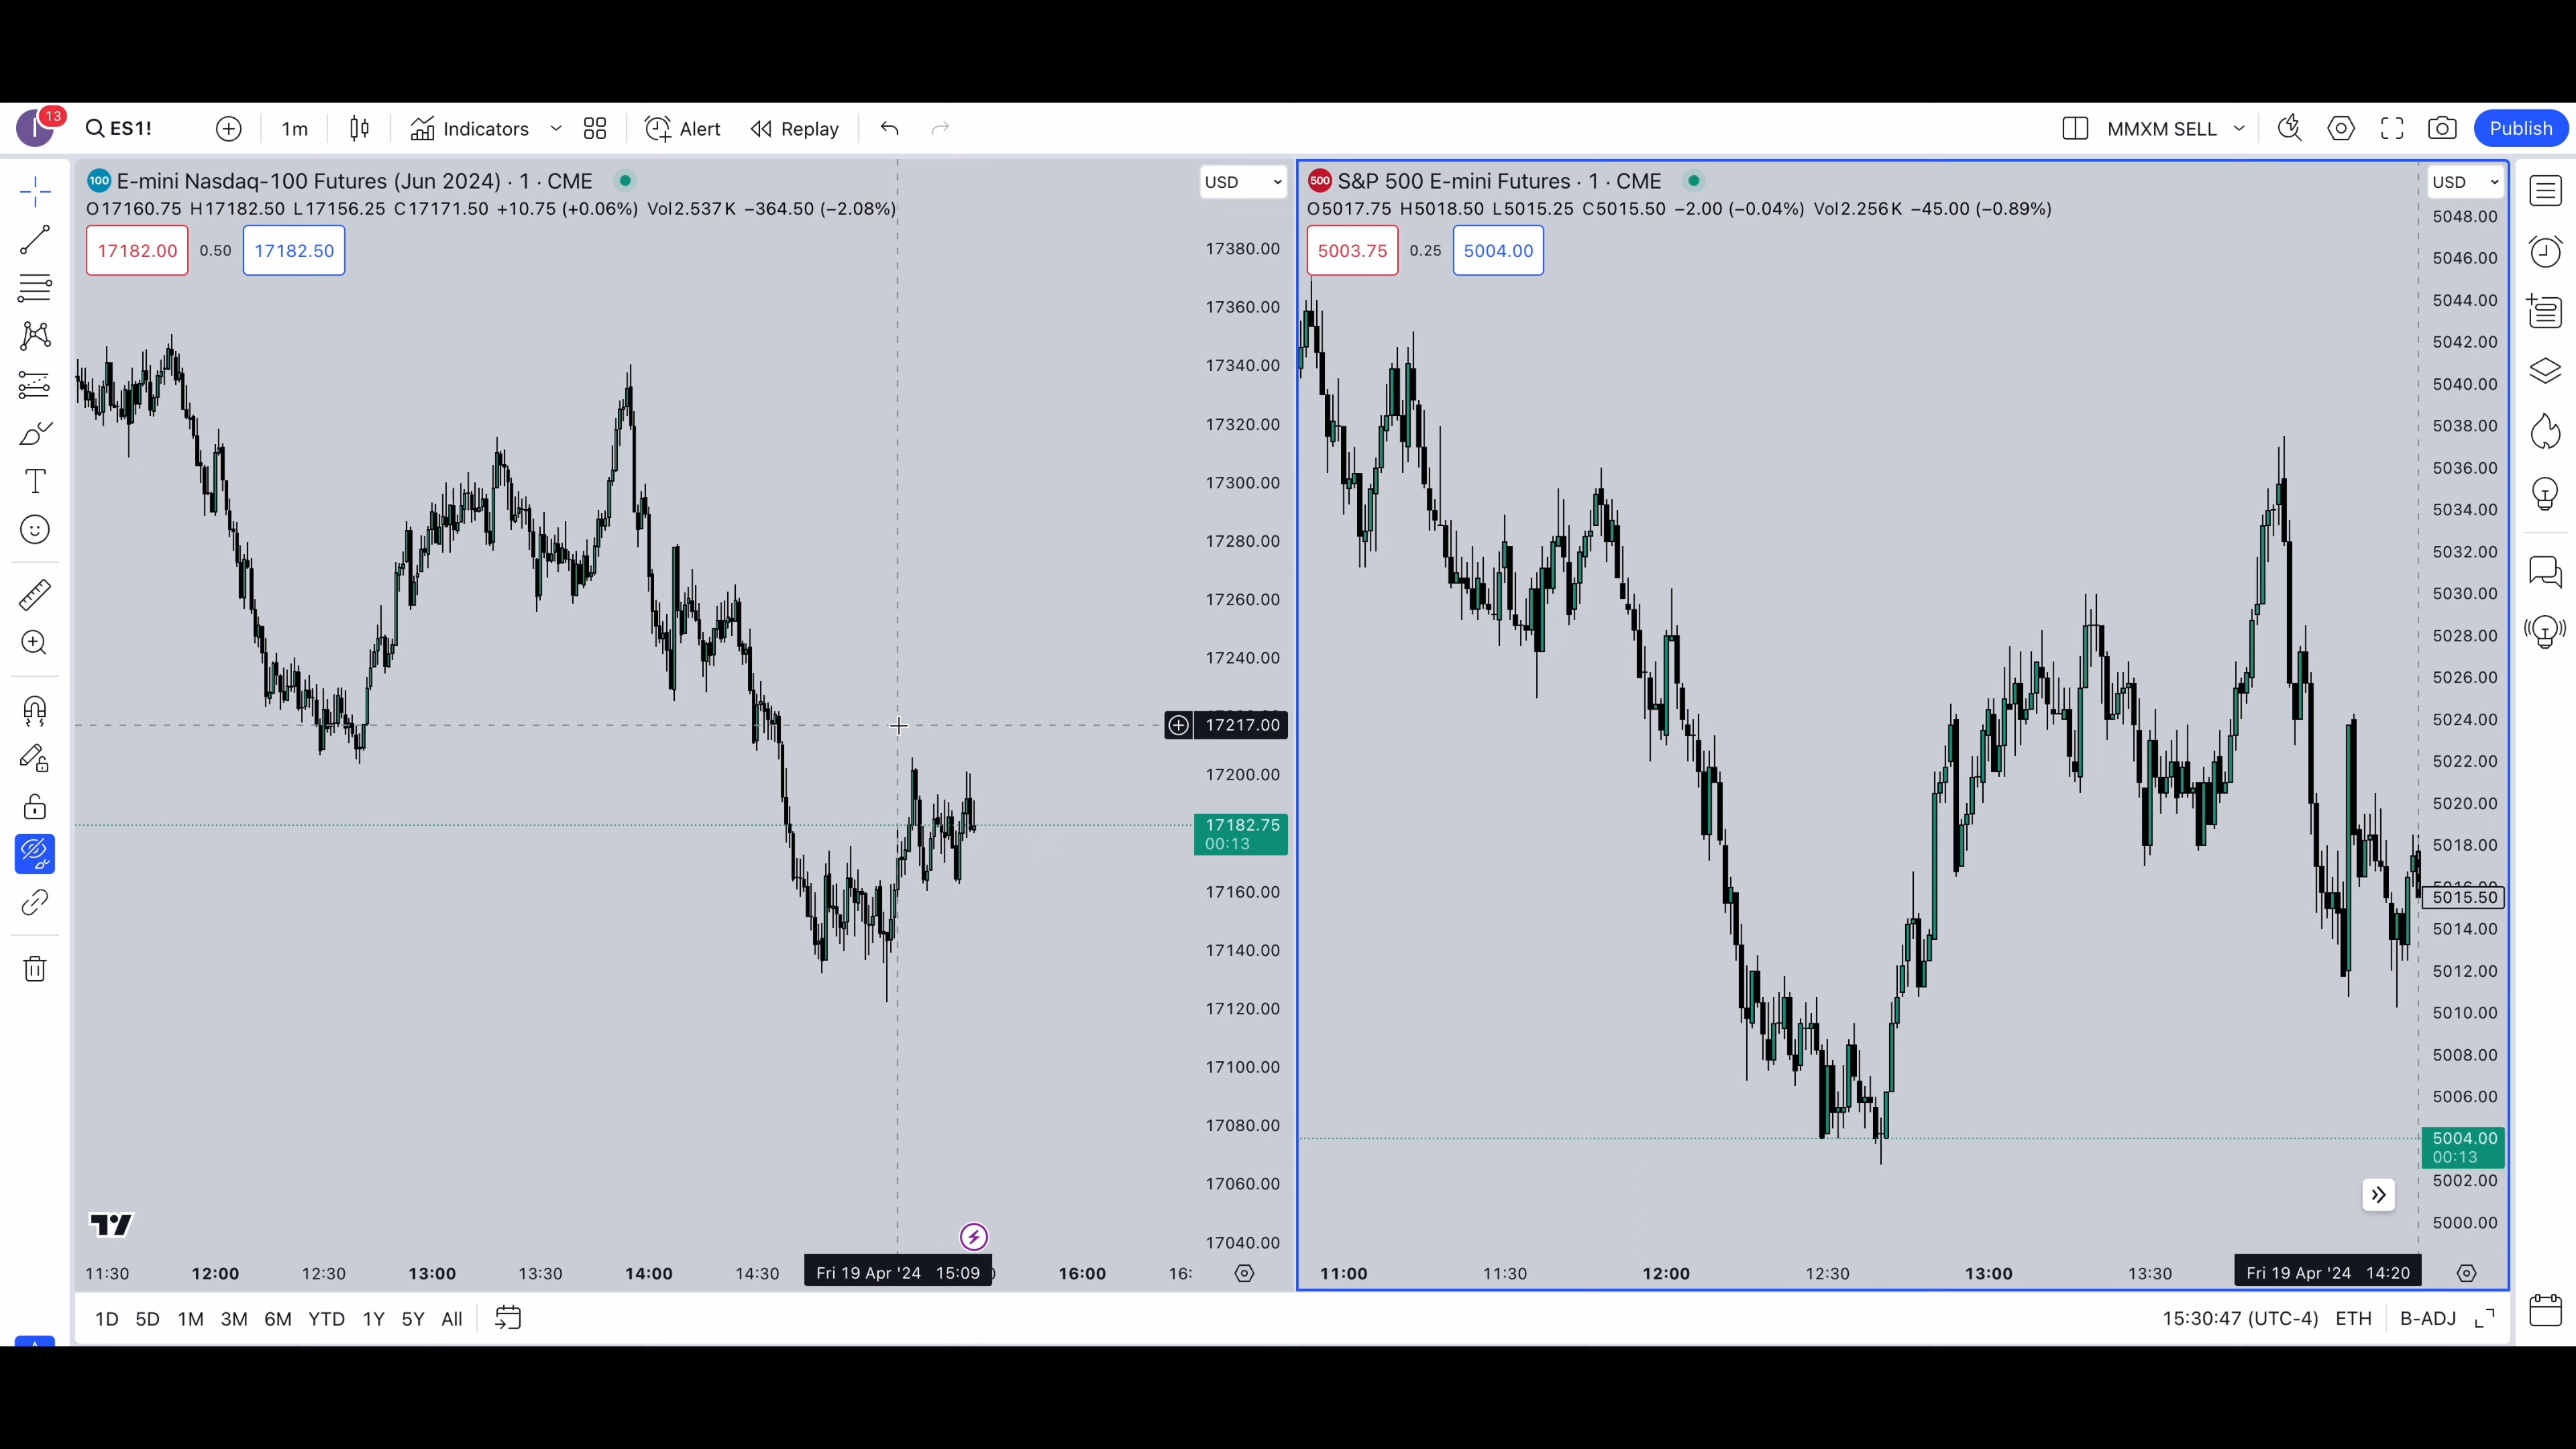 13
ES1!
1m
Indicators
Alert
Replay
MMXM SELL
Publish
100 E-mini Nasdaq-100 Futures (Jun 2024) · 1 · CME
O17160.75 H17182.50 L17156.25 C17171.50 +10.75 (+0.06%) Vol2.537K −364.50 (−2.08%)
17182.00 0.50 17182.50
USD
17380.00
17360.00
17340.00
17320.00
17300.00
17280.00
17260.00
17240.00
17217.00
17200.00
17182.75
00:13
17160.00
17140.00
17120.00
17100.00
17080.00
17060.00
17040.00
11:30 12:00 12:30 13:00 13:30 14:00 14:30 Fri 19 Apr '24 15:09 16:00 16:
500 S&P 500 E-mini Futures · 1 · CME
O5017.75 H5018.50 L5015.25 C5015.50 −2.00 (−0.04%) Vol2.256K −45.00 (−0.89%)
5003.75 0.25 5004.00
USD
5048.00
5046.00
5044.00
5042.00
5040.00
5038.00
5036.00
5034.00
5032.00
5030.00
5028.00
5026.00
5024.00
5022.00
5020.00
5018.00
5015.50
5014.00
5012.00
5010.00
5008.00
5006.00
5004.00
00:13
5002.00
5000.00
11:00 11:30 12:00 12:30 13:00 13:30 Fri 19 Apr '24 14:20
1D 5D 1M 3M 6M YTD 1Y 5Y All
15:30:47 (UTC-4) ETH B-ADJ